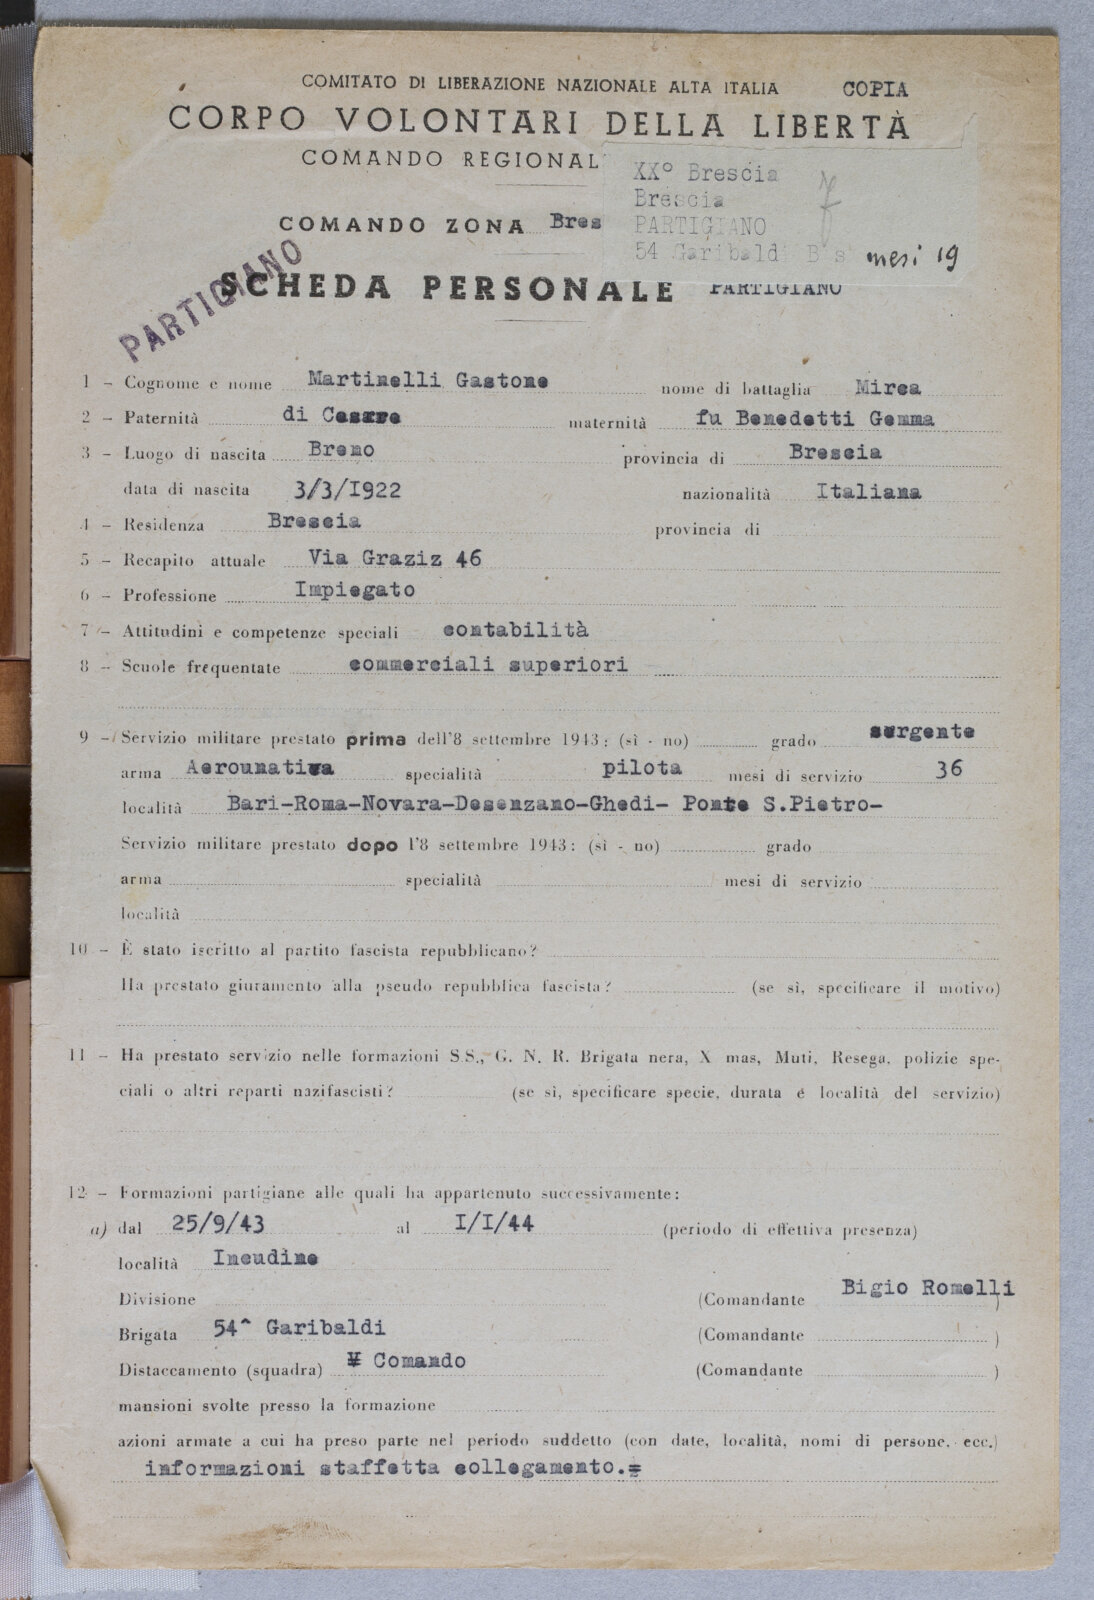 COMITATO DI LIBERAZIONE NAZIONALE ALTA ITALIA COPIA
CORPO VOLONTARI DELLA LIBERTÀ
COMANDO REGIONAL
XX° Brescia
Brescia
COMANDO ZONA Bres
PARTIGIANO
54 Garibaldi B s mesi 19
PARTIGIANO
SCHEDA PERSONALE PARTIGIANO
1 - Cognome e nome Martinelli Gastone nome di battaglia Mirca
2 - Paternità di Cesare maternità fu Benedetti Gemma
3 - Luogo di nascita Breno provincia di Brescia
data di nascita 3/3/I922 nazionalità Italiana
4 - Residenza Brescia provincia di
5 - Recapito attuale Via Graziz 46
6 - Professione Impiegato
7 - Attitudini e competenze speciali contabilità
8 - Scuole frequentate commerciali superiori
9 - Servizio militare prestato prima dell'8 settembre 1943: (sì - no) grado sergente
arma Aerounatica specialità pilota mesi di servizio 36
località Bari-Roma-Novara-Desenzano-Ghedi- Ponte S.Pietro-
Servizio militare prestato dopo l'8 settembre 1943: (sì - no) grado
arma specialità mesi di servizio
località
10 - È stato iscritto al partito fascista repubblicano?
Ha prestato giuramento alla pseudo repubblica fascista? (se sì, specificare il motivo)
11 - Ha prestato servizio nelle formazioni S.S., G. N. R. Brigata nera, X mas, Muti, Resega, polizie spe-
ciali o altri reparti nazifascisti? (se sì, specificare specie, durata e località del servizio)
12 - Formazioni partigiane alle quali ha appartenuto successivamente:
a) dal 25/9/43 al I/I/44 (periodo di effettiva presenza)
località Incudine
Divisione (Comandante Bigio Romelli)
Brigata 54^ Garibaldi (Comandante )
Distaccamento (squadra) Comando (Comandante )
mansioni svolte presso la formazione
azioni armate a cui ha preso parte nel periodo suddetto (con date, località, nomi di persone, ecc.)
informazioni staffetta collegamento.=